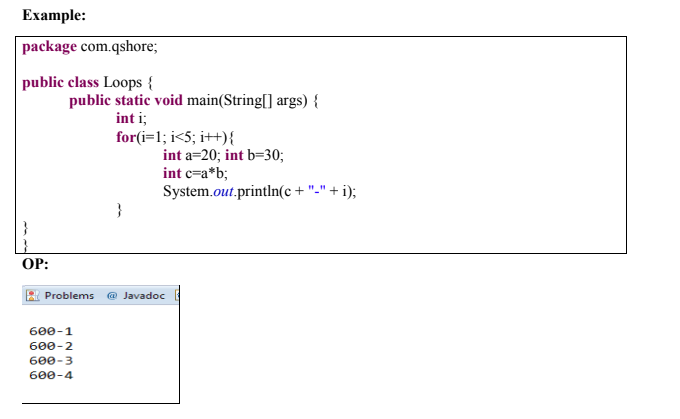 Example:
package com.qshore;
public class Loops {
public static void main(String[] args) {
int i;
for(i=1; i<5; i++){
int a=20; int b=30;
int c=a*b;
System.out.println(c + "-" + i);
}
}
}
OP:
Problems @ Javadoc
600-1
600-2
600-3
600-4